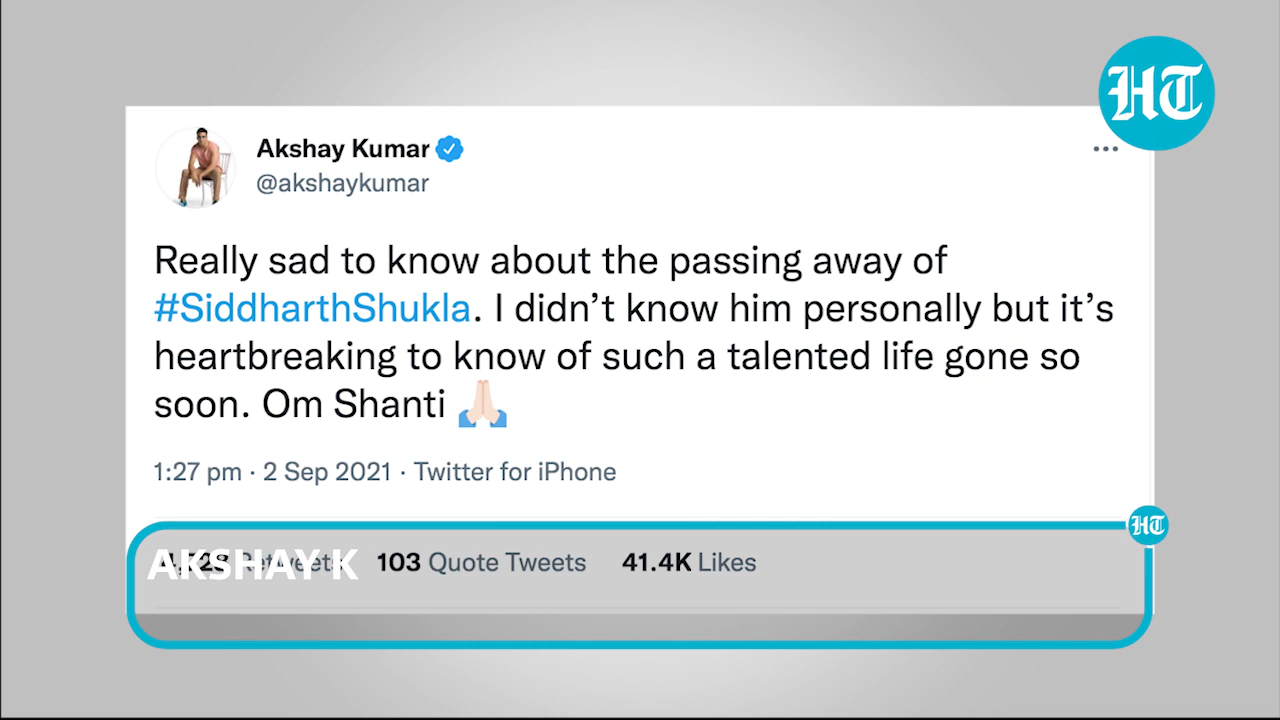 HT
Akshay Kumar
@akshaykumar
Really sad to know about the passing away of
#SiddharthShukla. I didn’t know him personally but it’s
heartbreaking to know of such a talented life gone so
soon. Om Shanti 🙏🏻
1:27 pm · 2 Sep 2021 · Twitter for iPhone
HT
AKSHAY K
Retweets 103 Quote Tweets 41.4K Likes